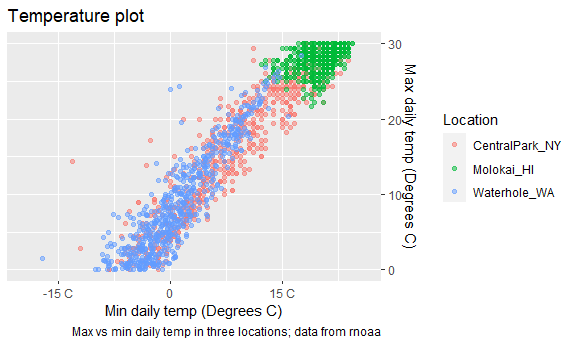 Temperature plot
30
20
10
0
Max daily temp (Degrees C)
-15 C
0
15 C
Min daily temp (Degrees C)
Max vs min daily temp in three locations; data from rnoaa
Location
CentralPark_NY
Molokai_HI
Waterhole_WA